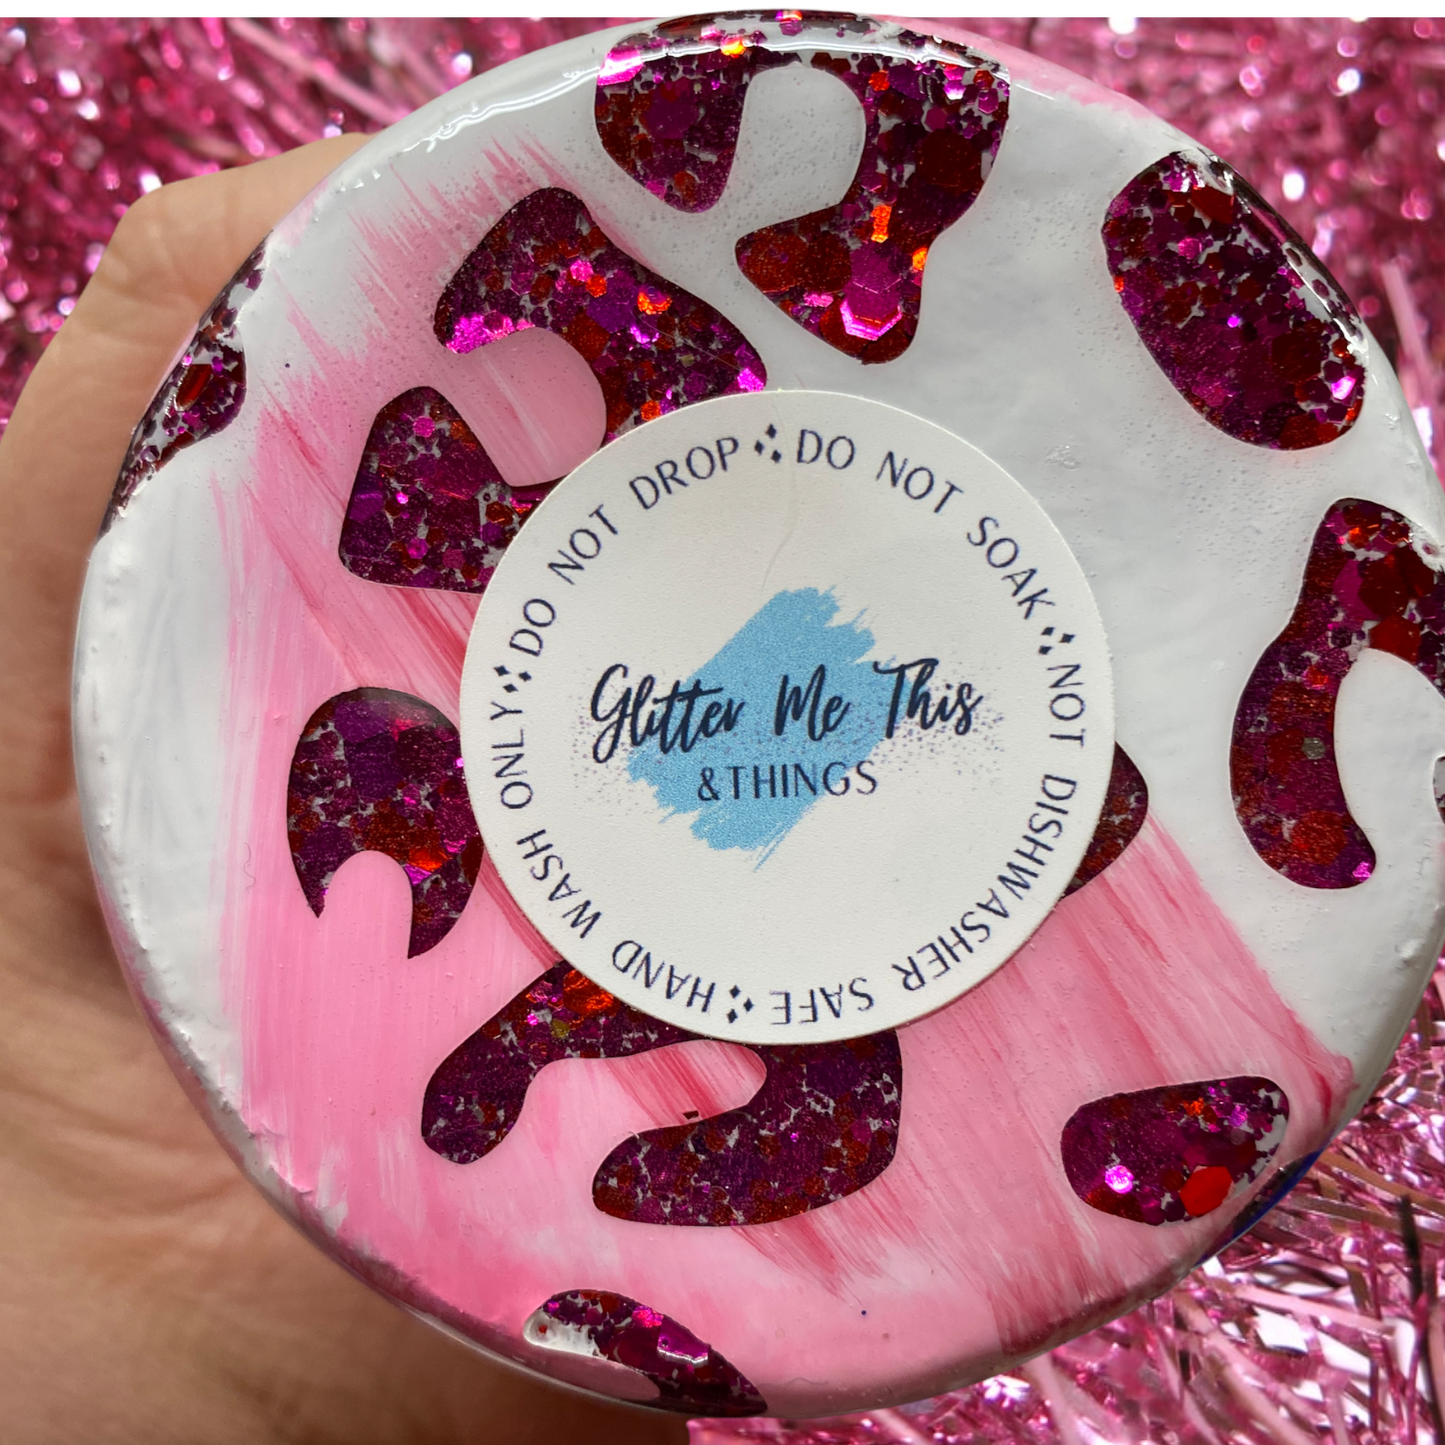 DO NOT DROP
DO NOT SOAK
NOT DISHWASHER SAFE
HAND WASH ONLY
Glitter Me This
&THINGS